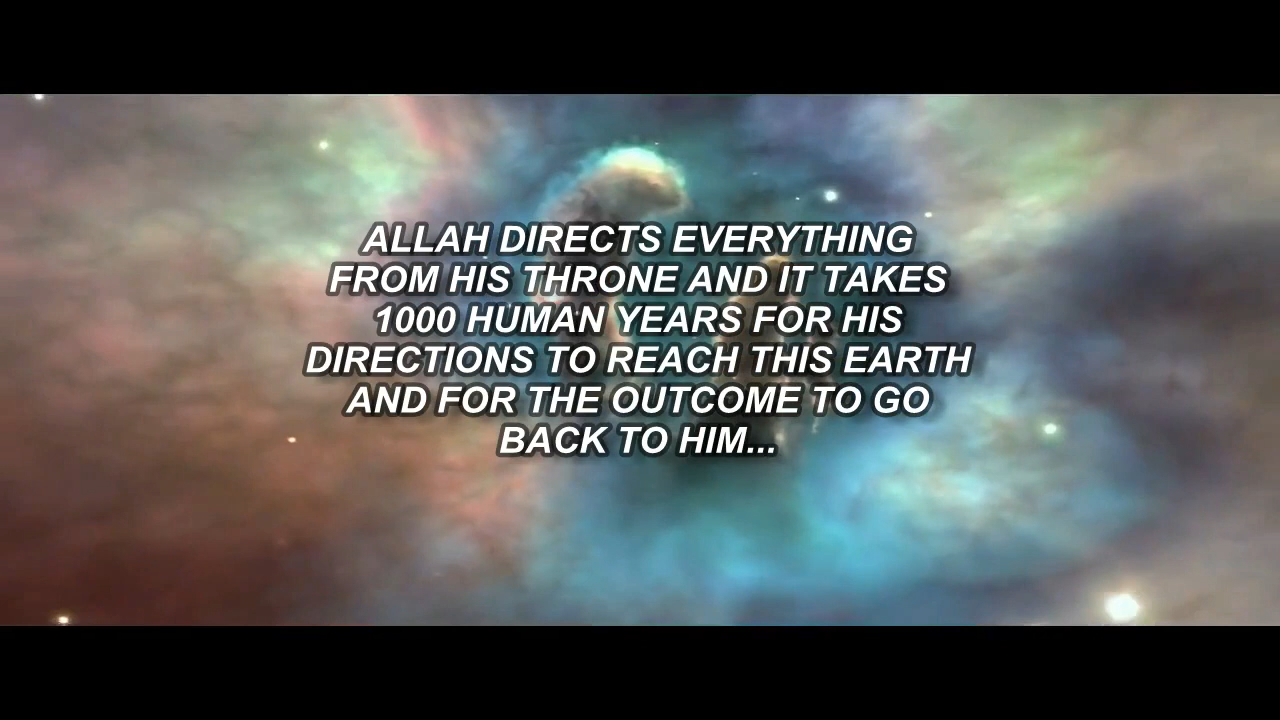 ALLAH DIRECTS EVERYTHING
FROM HIS THRONE AND IT TAKES
1000 HUMAN YEARS FOR HIS
DIRECTIONS TO REACH THIS EARTH
AND FOR THE OUTCOME TO GO
BACK TO HIM...